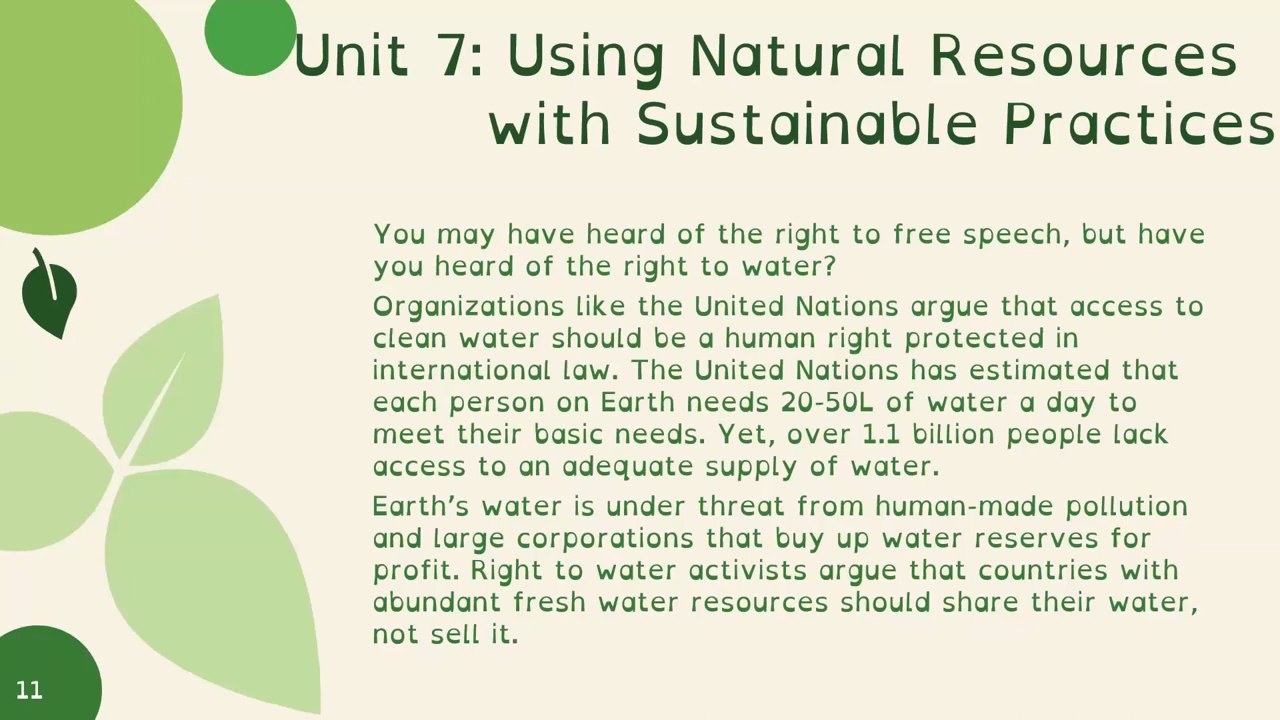 Unit 7: Using Natural Resources
with Sustainable Practices
You may have heard of the right to free speech, but have
you heard of the right to water?
Organizations like the United Nations argue that access to
clean water should be a human right protected in
international law. The United Nations has estimated that
each person on Earth needs 20-50L of water a day to
meet their basic needs. Yet, over 1.1 billion people lack
access to an adequate supply of water.
Earth’s water is under threat from human-made pollution
and large corporations that buy up water reserves for
profit. Right to water activists argue that countries with
abundant fresh water resources should share their water,
not sell it.
11